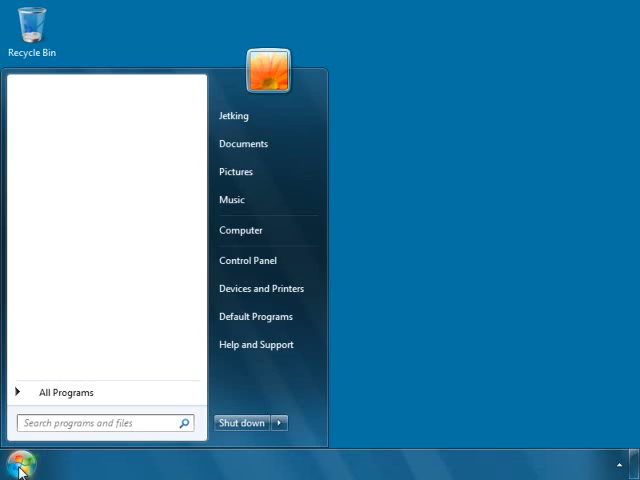 Recycle Bin
Jetking
Documents
Pictures
Music
Computer
Control Panel
Devices and Printers
Default Programs
Help and Support
All Programs
Search programs and files
Shut down